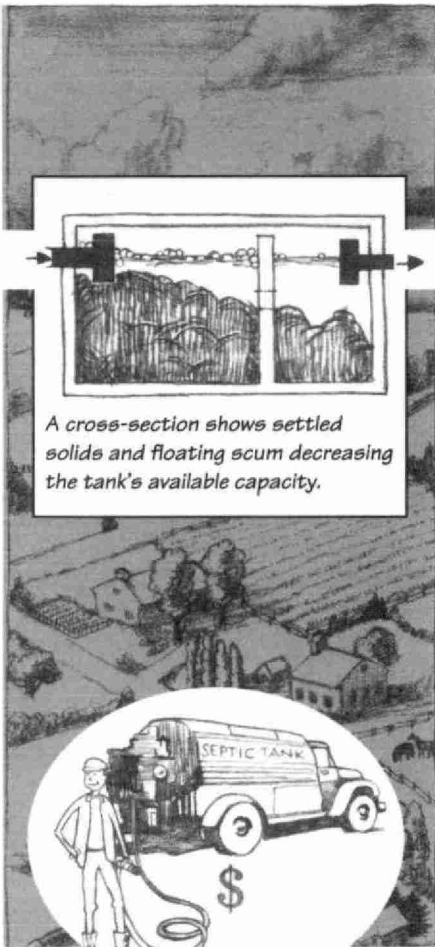 A cross-section shows settled
solids and floating scum decreasing
the tank's available capacity.
SEPTIC TANK
$